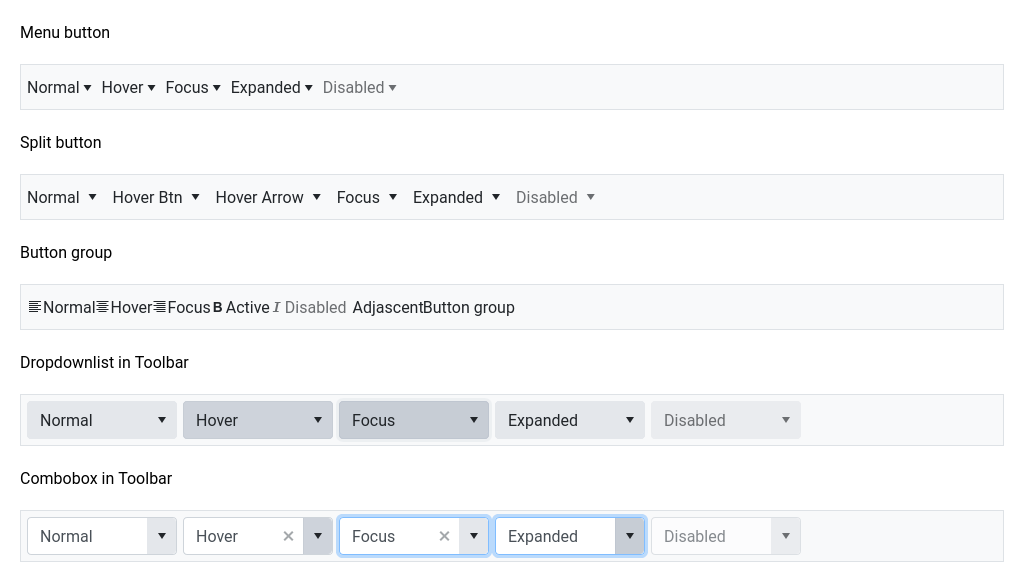 Menu button
Normal Hover Focus Expanded Disabled
Split button
Normal Hover Btn Hover Arrow Focus Expanded Disabled
Button group
Normal Hover Focus B Active I Disabled Adjascent Button group
Dropdownlist in Toolbar
Normal Hover Focus Expanded Disabled
Combobox in Toolbar
Normal Hover Focus Expanded Disabled